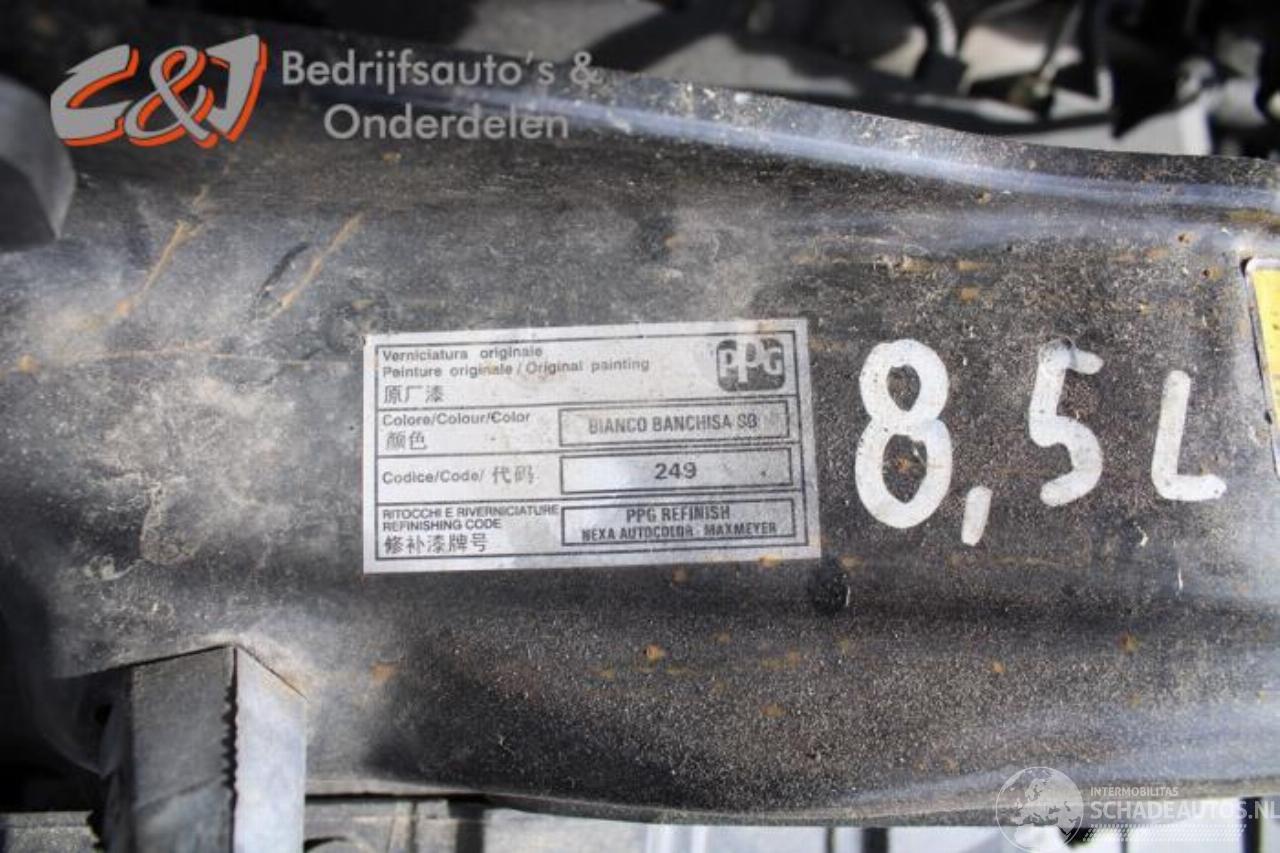 C&J Bedrijfsauto's &
Onderdelen
Verniciatura originale
Peinture originale / Original painting
原厂漆
PPG
Colore/Colour/Color
颜色
BIANCO BANCHISA SB
Codice/Code/ 代码
249
RITOCCHI E RIVERNICIATURE
REFINISHING CODE
修补漆牌号
PPG REFINISH
NEXA AUTOCOLOR - MAXMEYER
8,5L
INTERMOBILITAS
SCHADEAUTOS.NL